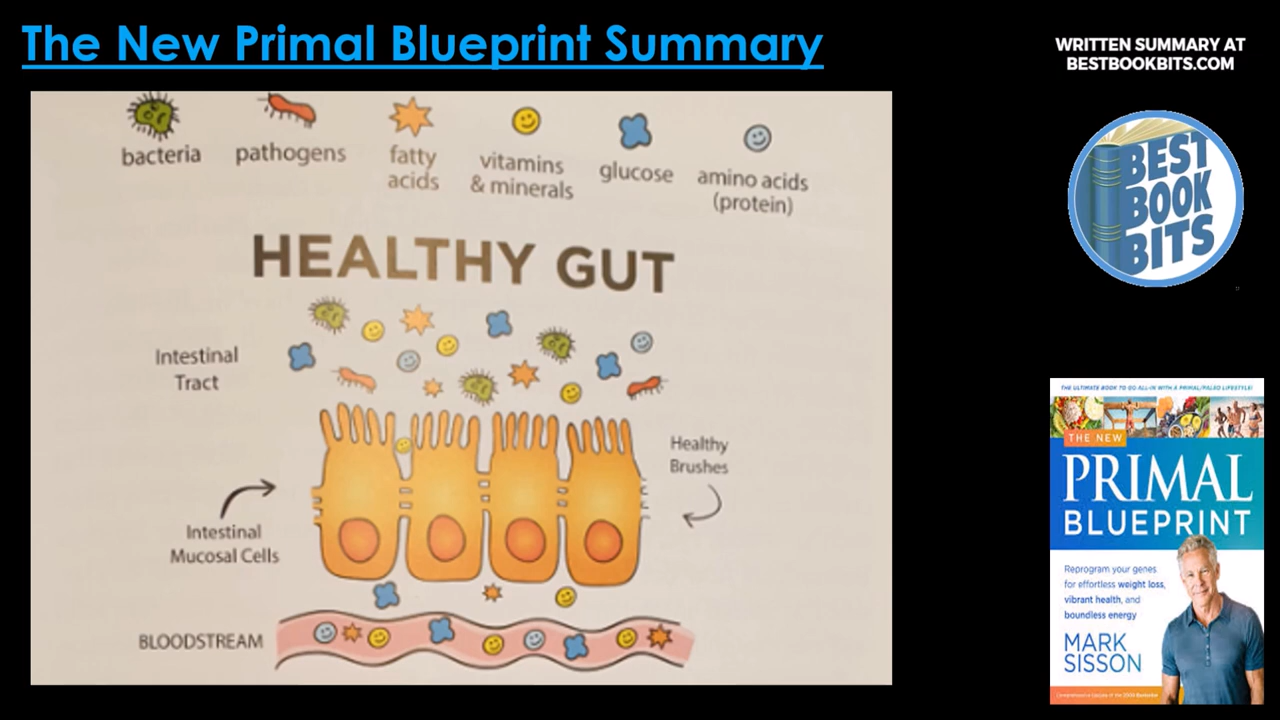 The New Primal Blueprint Summary
WRITTEN SUMMARY AT
BESTBOOKBITS.COM
bacteria
pathogens
fatty
acids
vitamins
& minerals
glucose
amino acids
(protein)
HEALTHY GUT
Intestinal
Tract
Healthy
Brushes
Intestinal
Mucosal Cells
BLOODSTREAM
BEST
BOOK
BITS
THE ULTIMATE BOOK TO GO ALL-IN WITH A PRIMAL/PALEO LIFESTYLE!
THE NEW
PRIMAL
BLUEPRINT
Reprogram your genes
for effortless weight loss,
vibrant health, and
boundless energy
MARK
SISSON